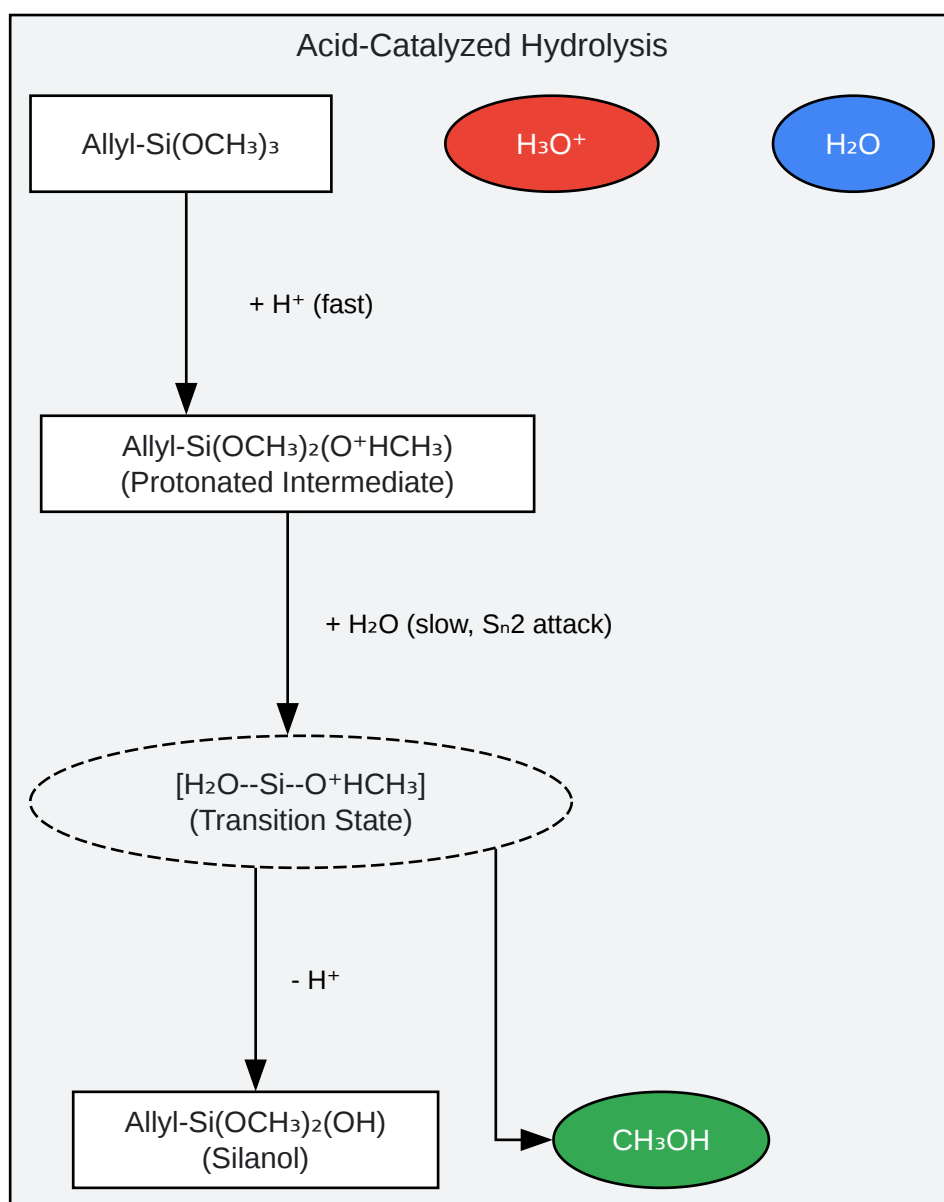 Acid-Catalyzed Hydrolysis
Allyl-Si(OCH₃)₃
H₃O⁺
H₂O
+ H⁺ (fast)
Allyl-Si(OCH₃)₂(O⁺HCH₃)
(Protonated Intermediate)
+ H₂O (slow, Sₙ2 attack)
[H₂O--Si--O⁺HCH₃]
(Transition State)
- H⁺
Allyl-Si(OCH₃)₂(OH)
(Silanol)
CH₃OH